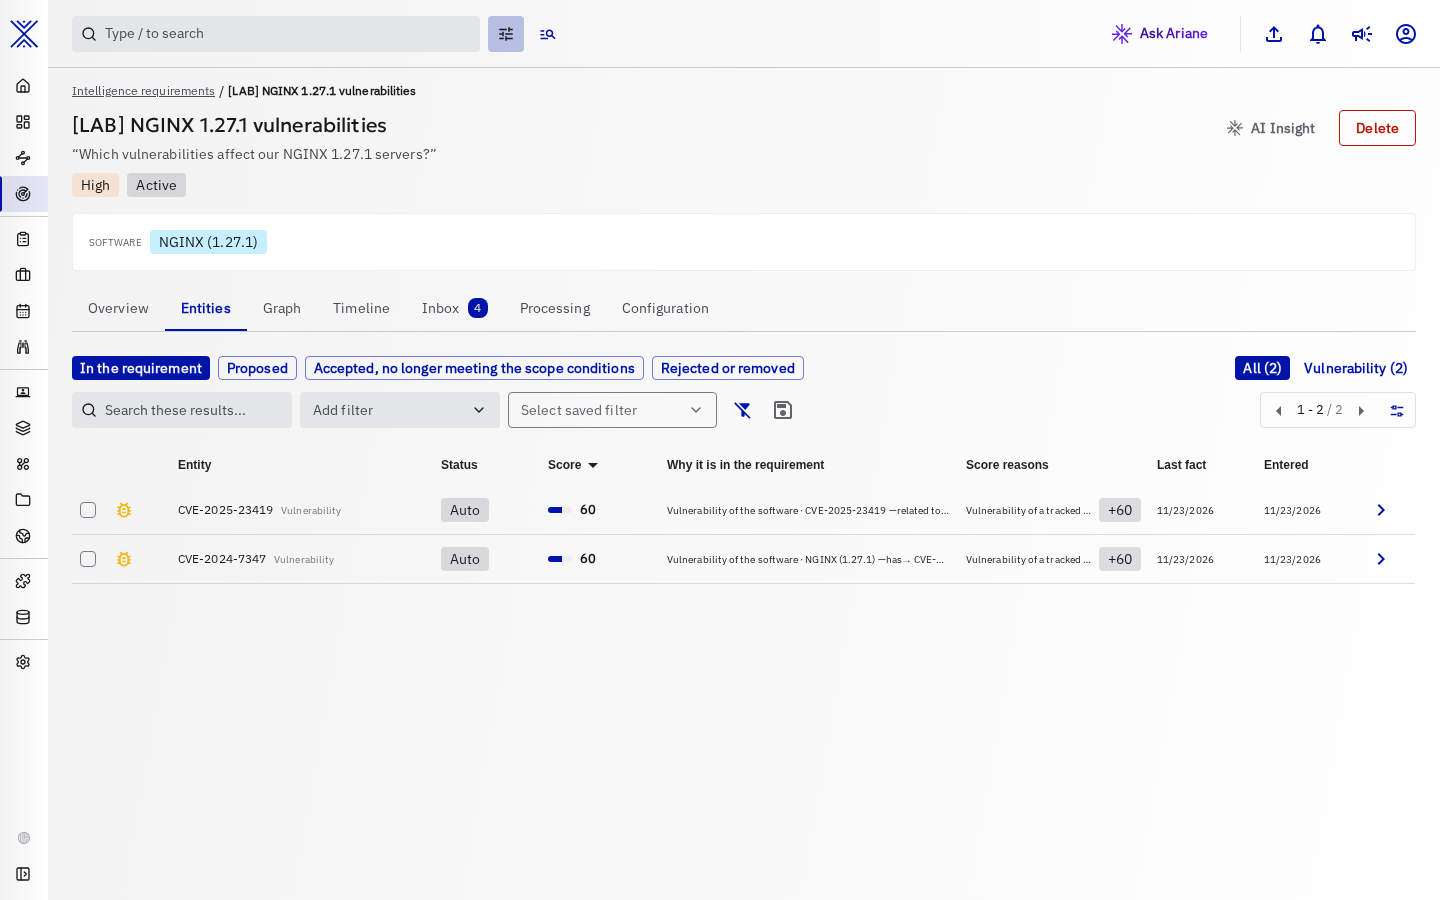 Type / to search
Ask Ariane
Intelligence requirements / [LAB] NGINX 1.27.1 vulnerabilities
[LAB] NGINX 1.27.1 vulnerabilities
AI Insight
Delete
“Which vulnerabilities affect our NGINX 1.27.1 servers?”
High
Active
SOFTWARE
NGINX (1.27.1)
Overview
Entities
Graph
Timeline
Inbox 4
Processing
Configuration
In the requirement
Proposed
Accepted, no longer meeting the scope conditions
Rejected or removed
All (2)
Vulnerability (2)
Search these results...
Add filter
Select saved filter
1 - 2 / 2
Entity Status Score Why it is in the requirement Score reasons Last fact Entered
CVE-2025-23419 Vulnerability Auto 60 Vulnerability of the software · CVE-2025-23419 —related to... Vulnerability of a tracked ... +60 11/23/2026 11/23/2026
CVE-2024-7347 Vulnerability Auto 60 Vulnerability of the software · NGINX (1.27.1) —has→ CVE-... Vulnerability of a tracked ... +60 11/23/2026 11/23/2026